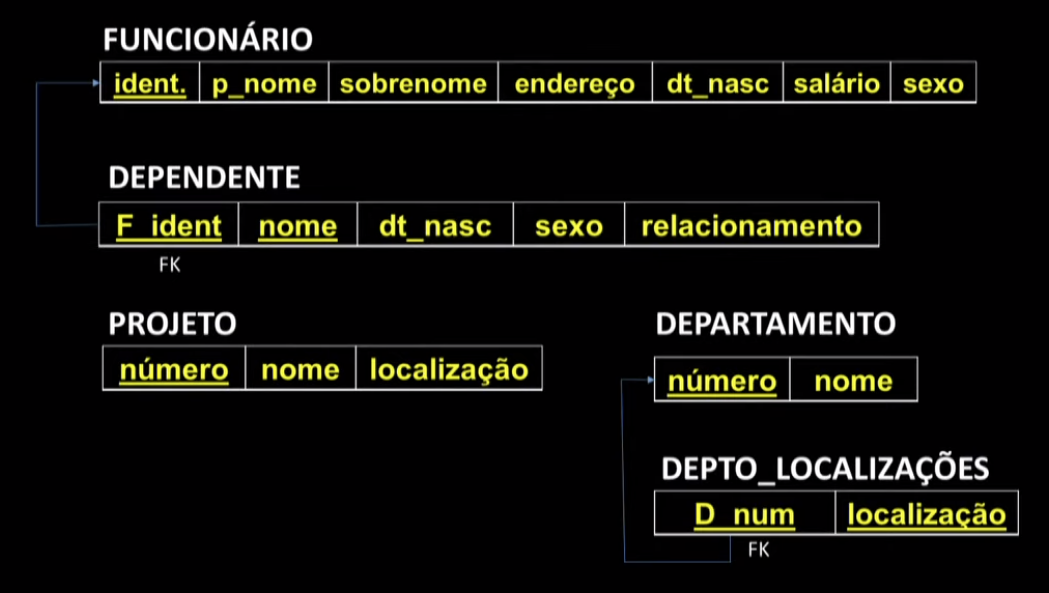 FUNCIONÁRIO
ident. p_nome sobrenome endereço dt_nasc salário sexo
DEPENDENTE
F_ident nome dt_nasc sexo relacionamento
FK
PROJETO
número nome localização
DEPARTAMENTO
número nome
DEPTO_LOCALIZAÇÕES
D_num localização
FK